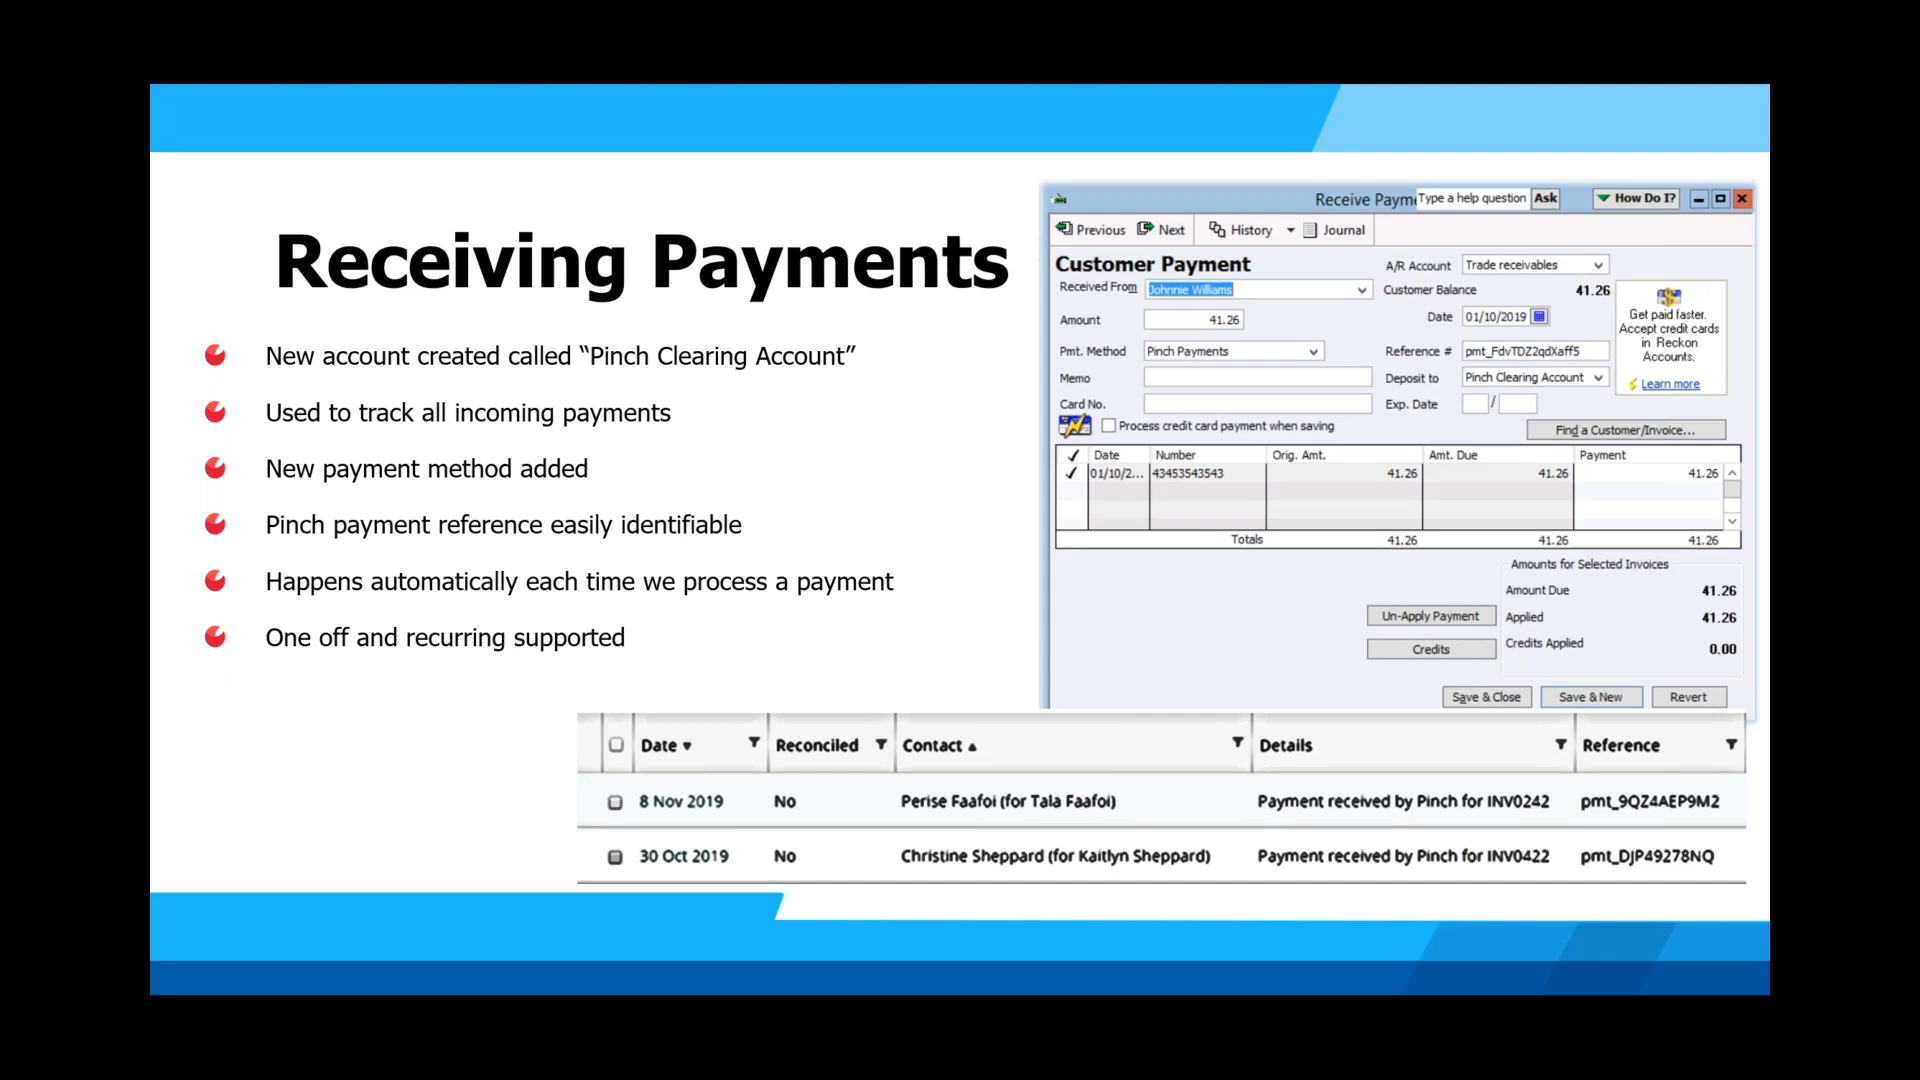 Receiving Payments
New account created called “Pinch Clearing Account”
Used to track all incoming payments
New payment method added
Pinch payment reference easily identifiable
Happens automatically each time we process a payment
One off and recurring supported
Receive Payme Type a help question Ask How Do I?
Previous Next History Journal
Customer Payment A/R Account Trade receivables
Received From Johnnie Williams Customer Balance 41.26
Amount 41.26 Date 01/10/2019
Pmt. Method Pinch Payments Reference # pmt_FdvTDZ2qdXaff5
Memo Deposit to Pinch Clearing Account
Card No. Exp. Date /
Get paid faster.
Accept credit cards
in Reckon
Accounts.
Learn more
Process credit card payment when saving Find a Customer/Invoice...
✓ Date Number Orig. Amt. Amt. Due Payment
✓ 01/10/2... 43453543543 41.26 41.26 41.26
Totals 41.26 41.26 41.26
Amounts for Selected Invoices
Amount Due 41.26
Un-Apply Payment Applied 41.26
Credits Credits Applied 0.00
Save & Close Save & New Revert
Date Reconciled Contact Details Reference
8 Nov 2019 No Perise Faafoi (for Tala Faafoi) Payment received by Pinch for INV0242 pmt_9QZ4AEP9M2
30 Oct 2019 No Christine Sheppard (for Kaitlyn Sheppard) Payment received by Pinch for INV0422 pmt_DJP49278NQ